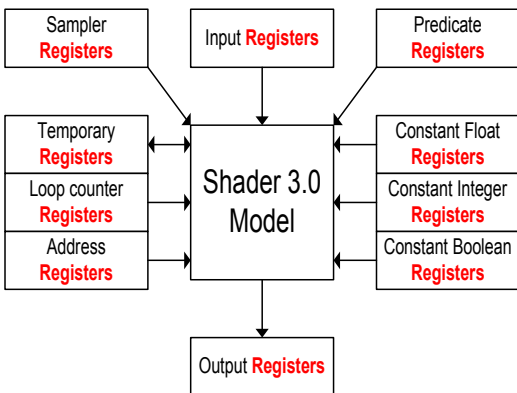 Sampler
Registers
Input Registers
Predicate
Registers
Temporary
Registers
Loop counter
Registers
Address
Registers
Shader 3.0
Model
Constant Float
Registers
Constant Integer
Registers
Constant Boolean
Registers
Output Registers